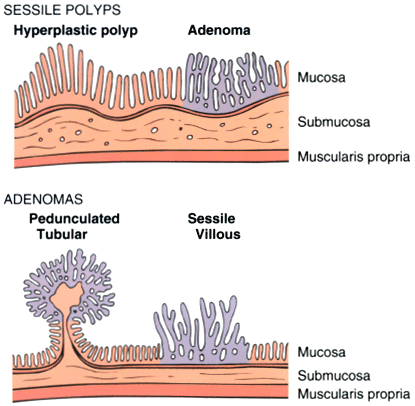 SESSILE POLYPS
Hyperplastic polyp Adenoma
Mucosa
Submucosa
Muscularis propria
ADENOMAS
Pedunculated Sessile
Tubular Villous
Mucosa
Submucosa
Muscularis propria